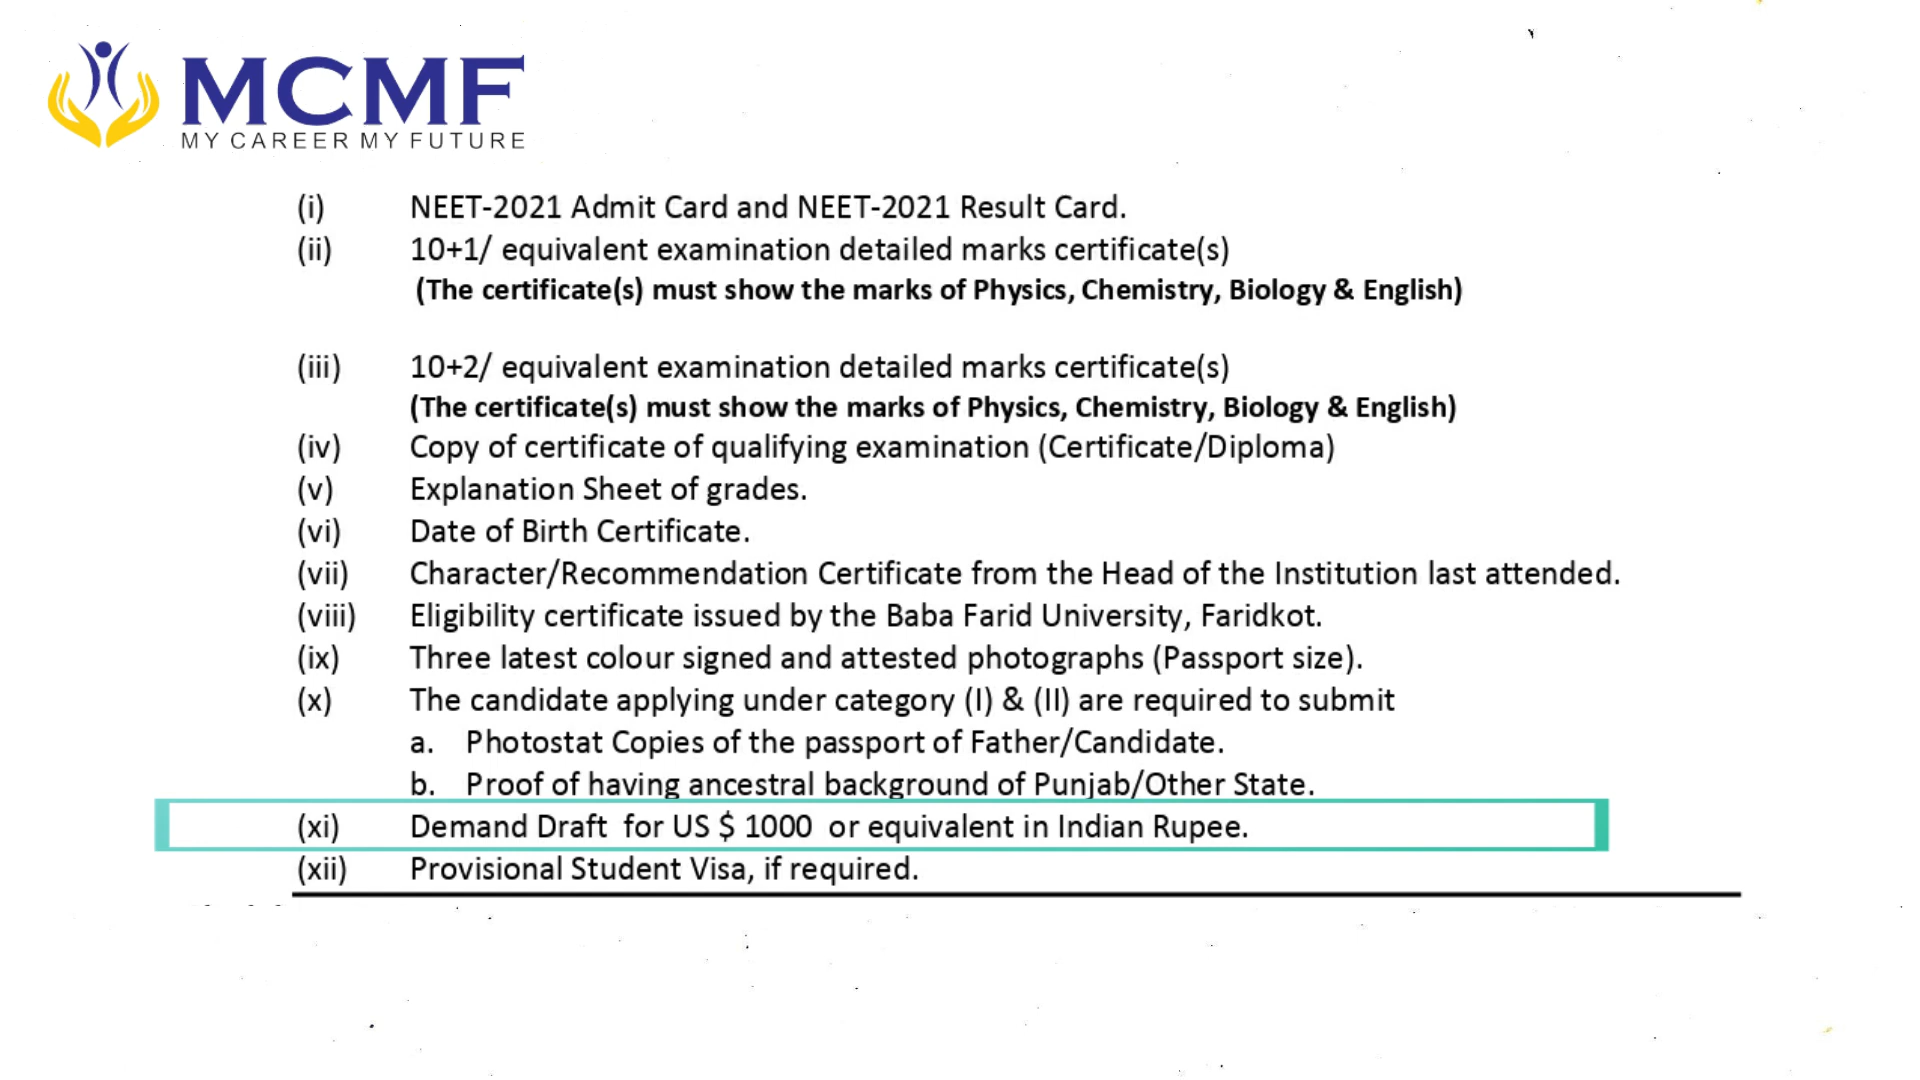 MCMF
MY CAREER MY FUTURE
(i) NEET-2021 Admit Card and NEET-2021 Result Card.
(ii) 10+1/ equivalent examination detailed marks certificate(s)
(The certificate(s) must show the marks of Physics, Chemistry, Biology & English)
(iii) 10+2/ equivalent examination detailed marks certificate(s)
(The certificate(s) must show the marks of Physics, Chemistry, Biology & English)
(iv) Copy of certificate of qualifying examination (Certificate/Diploma)
(v) Explanation Sheet of grades.
(vi) Date of Birth Certificate.
(vii) Character/Recommendation Certificate from the Head of the Institution last attended.
(viii) Eligibility certificate issued by the Baba Farid University, Faridkot.
(ix) Three latest colour signed and attested photographs (Passport size).
(x) The candidate applying under category (I) & (II) are required to submit
a. Photostat Copies of the passport of Father/Candidate.
b. Proof of having ancestral background of Punjab/Other State.
(xi) Demand Draft for US $ 1000 or equivalent in Indian Rupee.
(xii) Provisional Student Visa, if required.